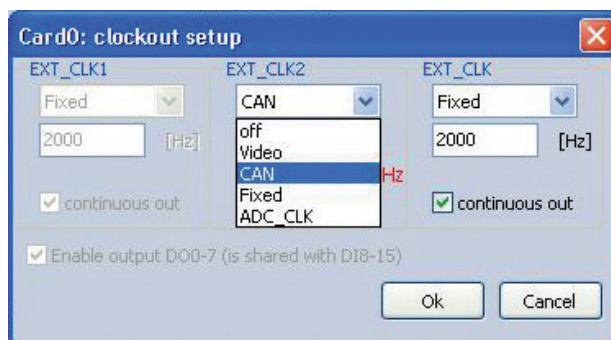 Card0: clockout setup
EXT_CLK1 EXT_CLK2 EXT_CLK
Fixed CAN Fixed
2000 [Hz] off 2000 [Hz]
Video
CAN Hz
Fixed
continuous out ADC_CLK continuous out
Enable output DO0-7 (is shared with DI8-15)
Ok Cancel